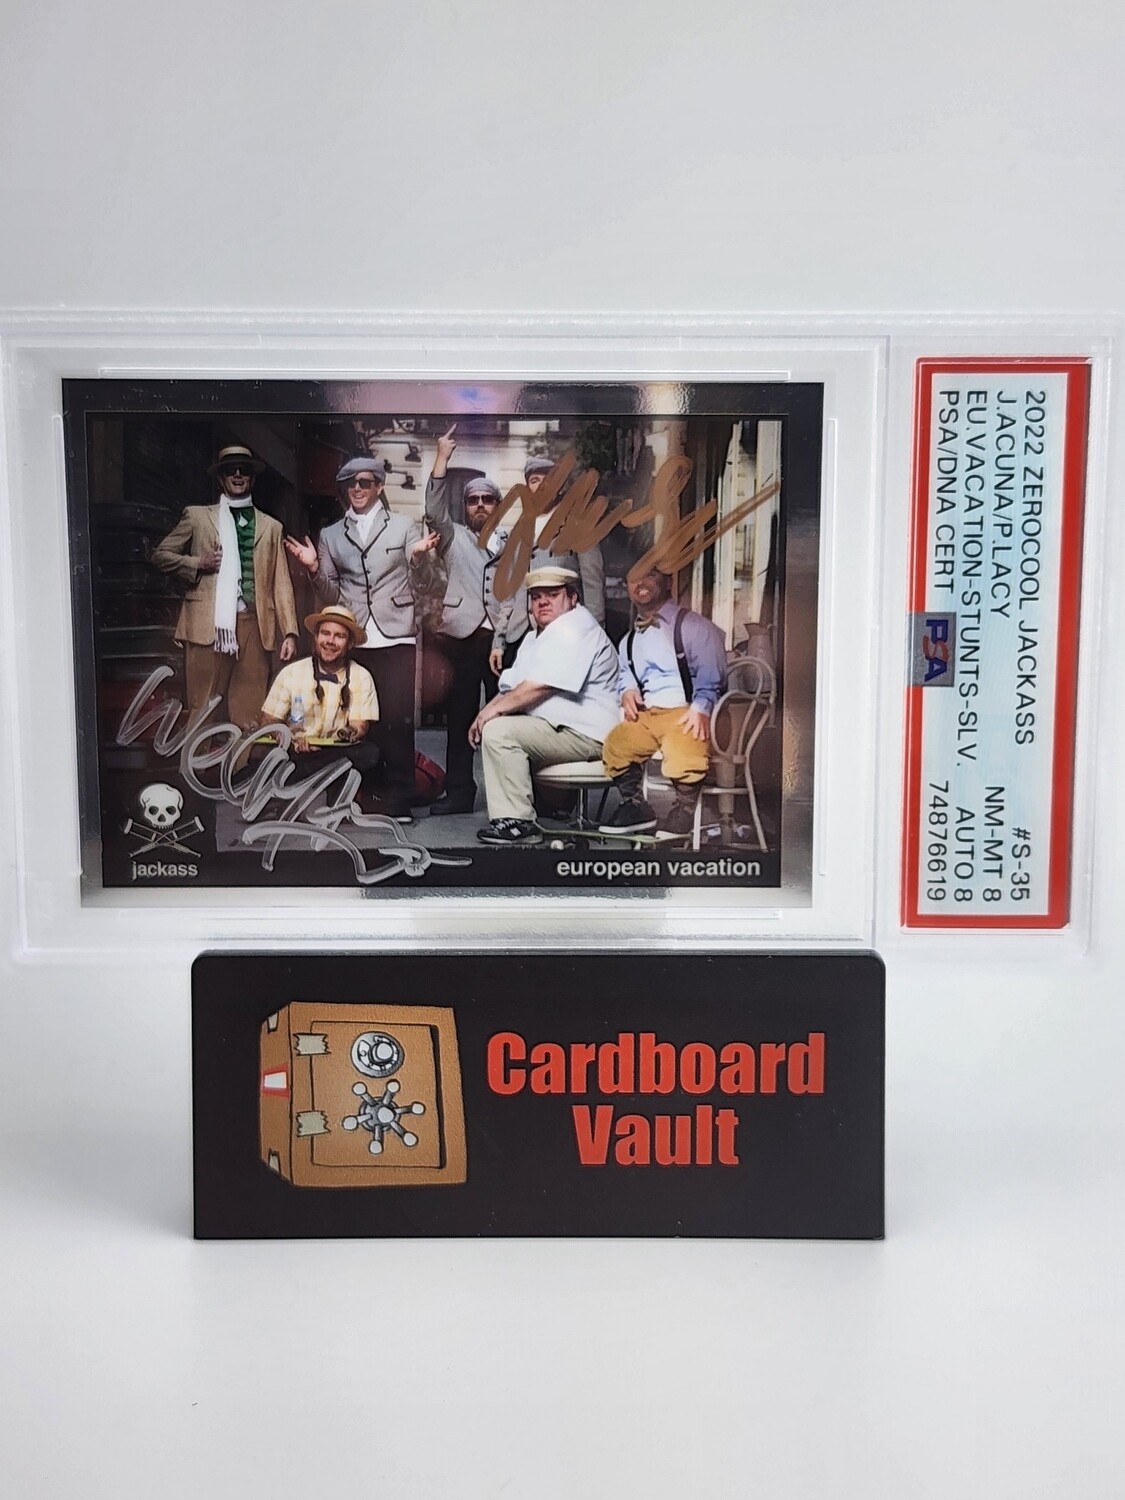 2022 ZEROCOOL JACKASS #S-35
J.ACUNA/P.LACY NM-MT 8
EU.VACATION-STUNTS-SLV. AUTO 8
PSA/DNA CERT 74876619
PSA
jackass
european vacation
Cardboard
Vault